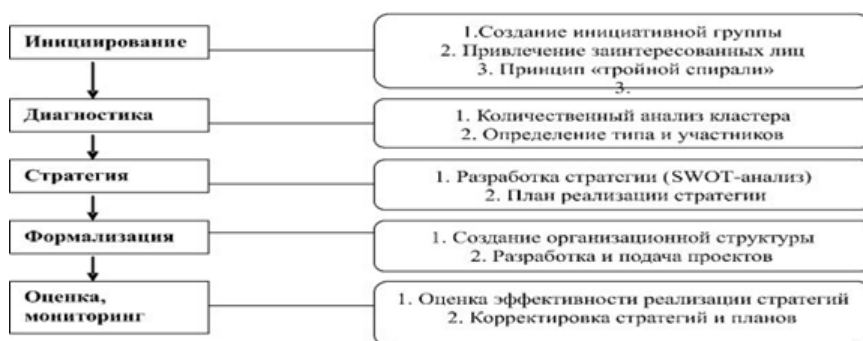 Инициирование
1.Создание инициативной группы
2. Привлечение заинтересованных лиц
3. Принцип «тройной спирали»
3.
Диагностика
1. Количественный анализ кластера
2. Определение типа и участников
Стратегия
1. Разработка стратегии (SWOT-анализ)
2. План реализации стратегии
Формализация
1. Создание организационной структуры
2. Разработка и подача проектов
Оценка,
мониторинг
1. Оценка эффективности реализации стратегий
2. Корректировка стратегий и планов